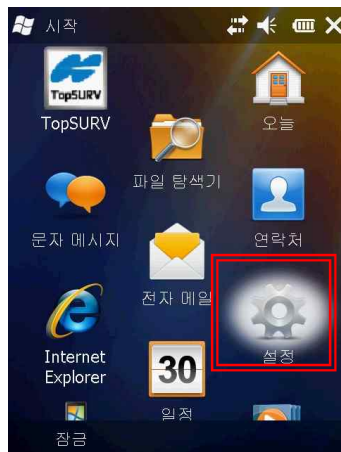 시작
TopSURV
TopSURV
오늘
파일 탐색기
문자 메시지
연락처
전자 메일
설정
Internet
Explorer
30
일정
잠금